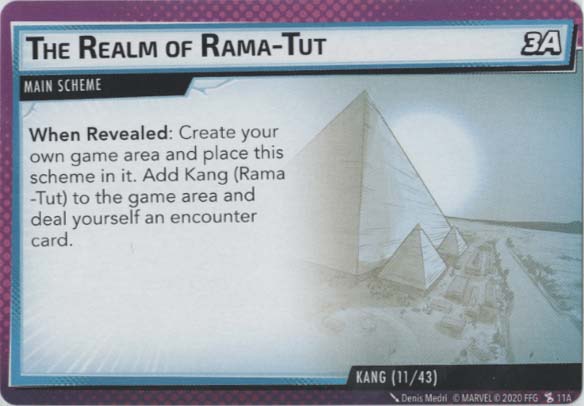 The Realm of Rama-Tut
3A
MAIN SCHEME
When Revealed: Create your
own game area and place this
scheme in it. Add Kang (Rama
-Tut) to the game area and
deal yourself an encounter
card.
KANG (11/43)
Denis Medri © MARVEL © 2020 FFG 11A